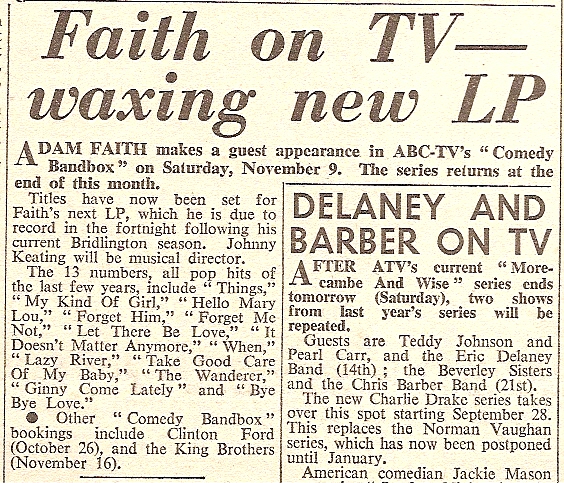 Faith on TV—
waxing new LP
ADAM FAITH makes a guest appearance in ABC-TV's “Comedy
Bandbox” on Saturday, November 9. The series returns at the
end of this month.
Titles have now been set for
Faith's next LP, which he is due to
record in the fortnight following his
current Bridlington season. Johnny
Keating will be musical director.
The 13 numbers, all pop hits of
the last few years, include “Things,”
“My Kind Of Girl,” “Hello Mary
Lou,” “Forget Him,” “Forget Me
Not,” “Let There Be Love,” “It
Doesn't Matter Anymore,” “When,”
“Lazy River,” “Take Good Care
Of My Baby,” “The Wanderer,”
“Ginny Come Lately” and “Bye
Bye Love.”
● Other “Comedy Bandbox”
bookings include Clinton Ford
(October 26), and the King Brothers
(November 16).
DELANEY AND
BARBER ON TV
AFTER ATV's current “More-
cambe And Wise” series ends
tomorrow (Saturday), two shows
from last year's series will be
repeated.
Guests are Teddy Johnson and
Pearl Carr, and the Eric Delaney
Band (14th); the Beverley Sisters
and the Chris Barber Band (21st).
The new Charlie Drake series takes
over this spot starting September 28.
This replaces the Norman Vaughan
series, which has now been postponed
until January.
American comedian Jackie Mason